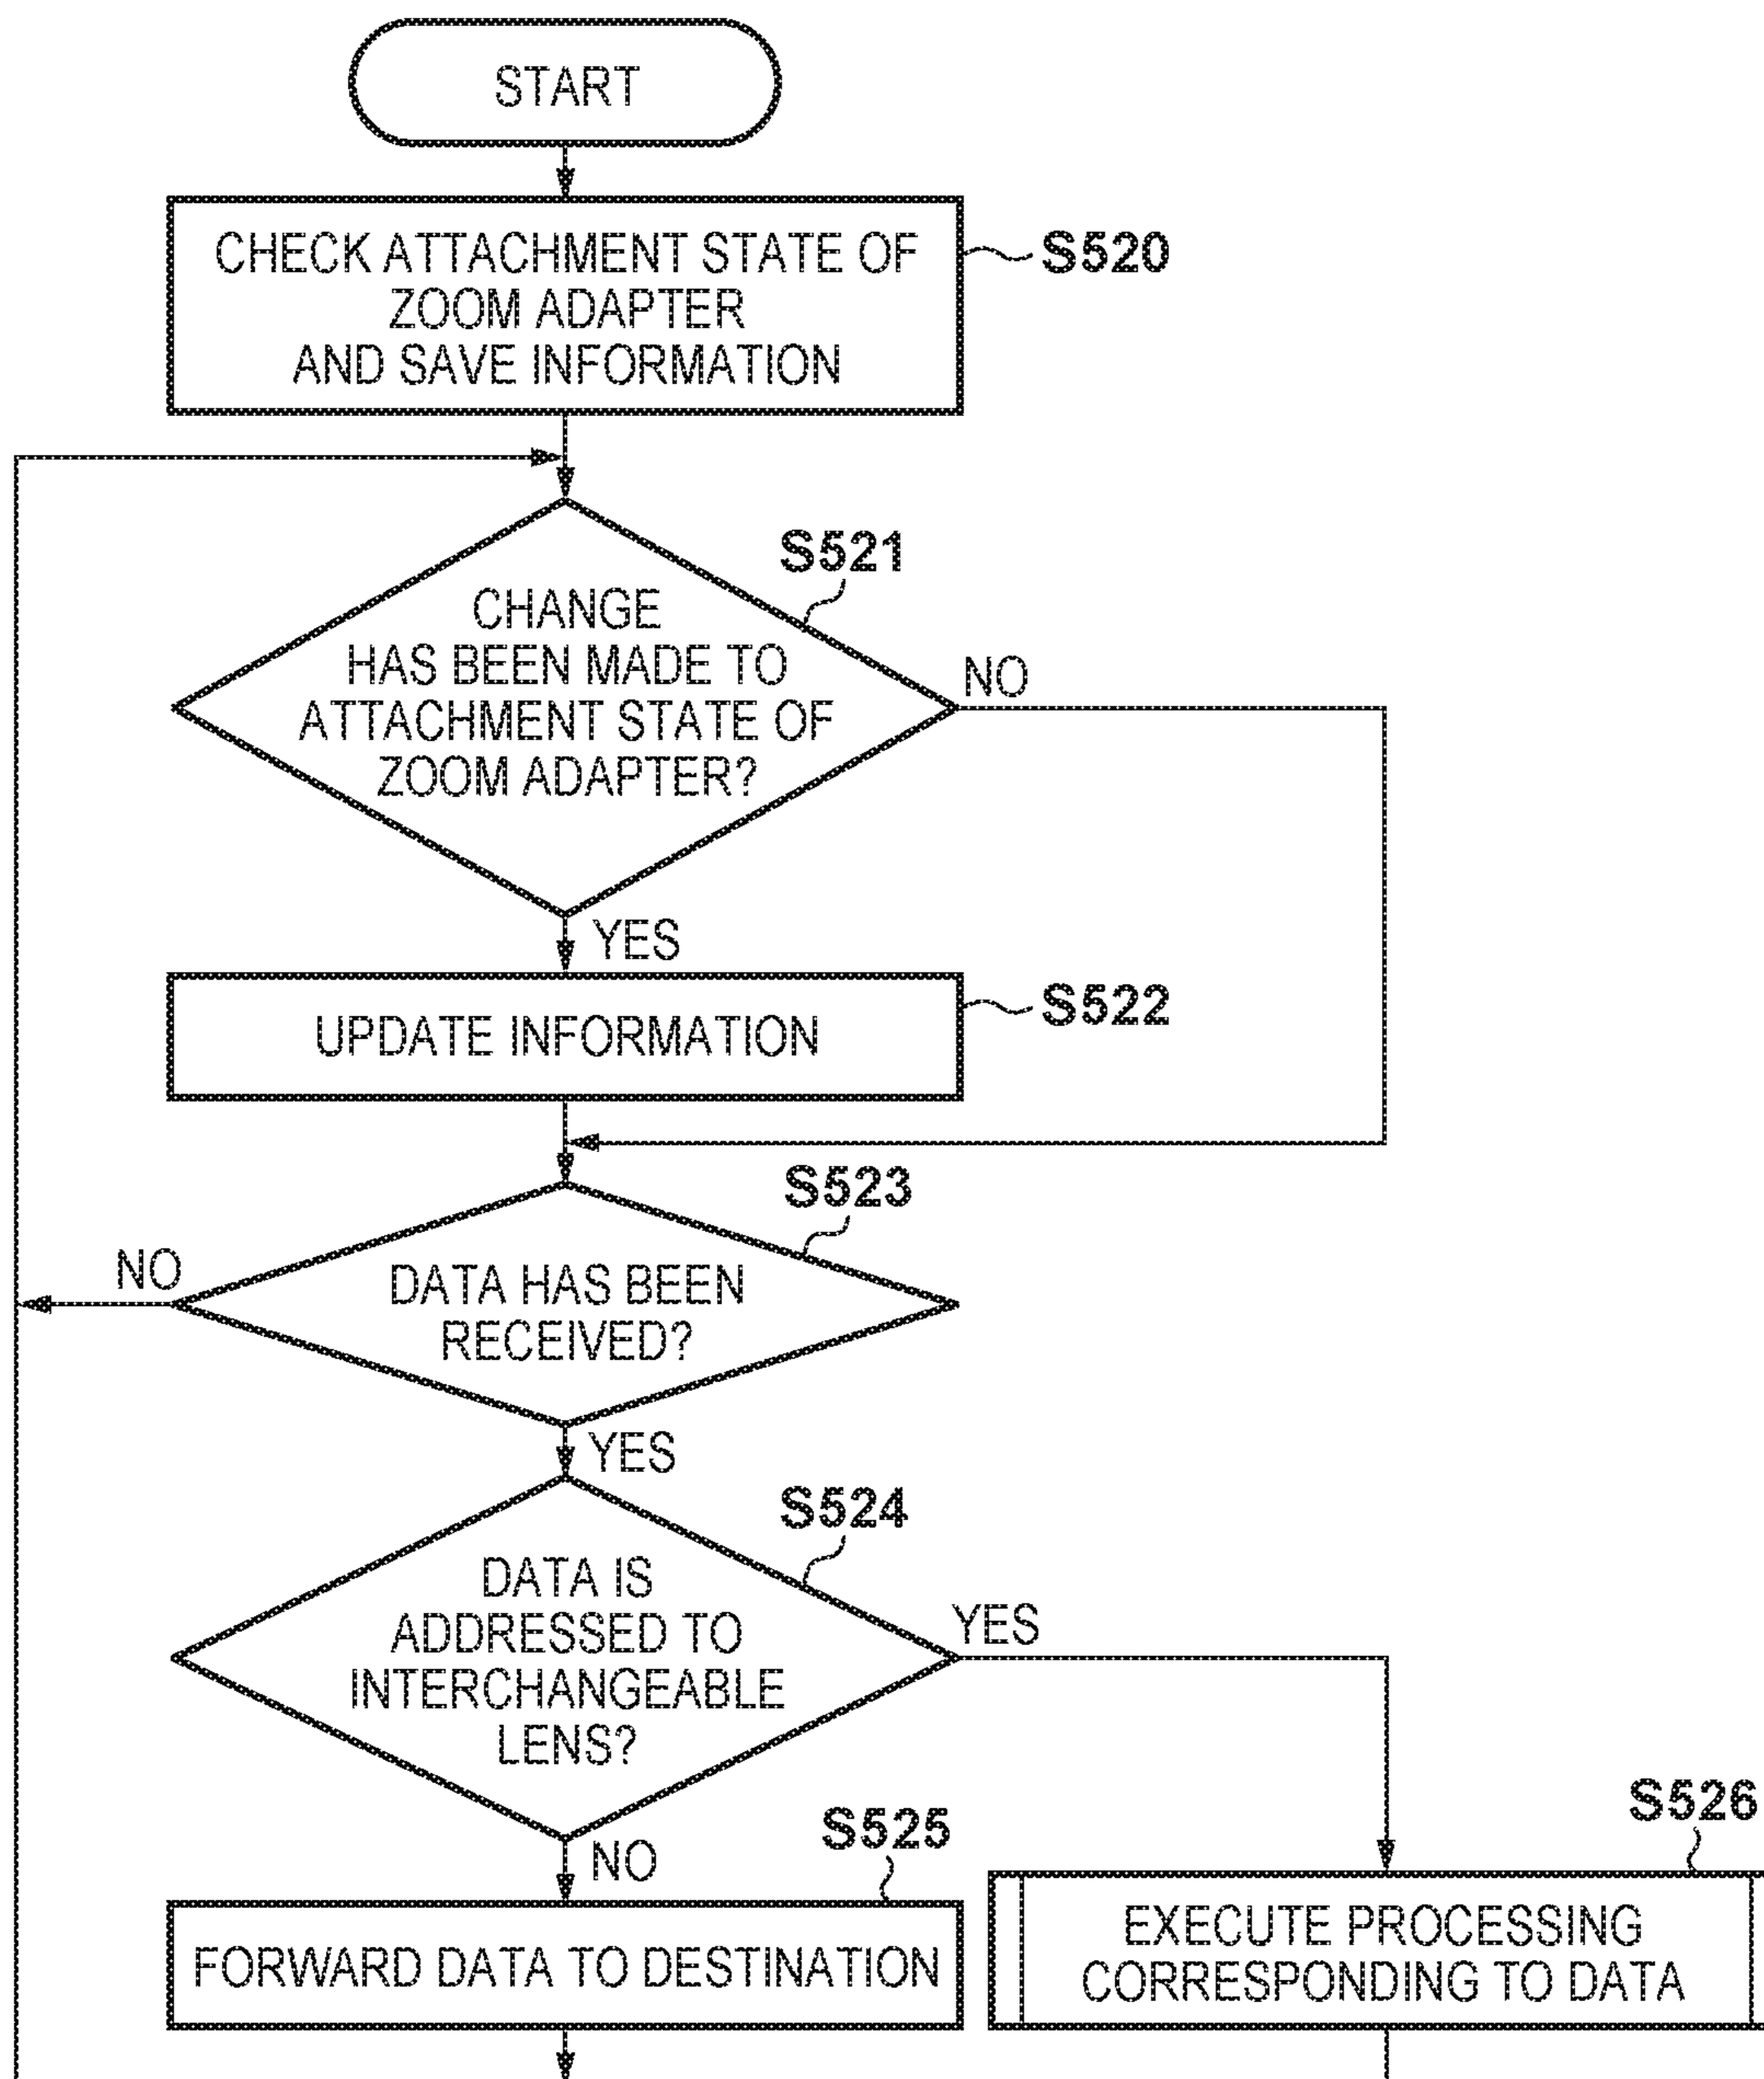 START
CHECK ATTACHMENT STATE OF
ZOOM ADAPTER
AND SAVE INFORMATION
S520
S521
CHANGE
HAS BEEN MADE TO
ATTACHMENT STATE OF
ZOOM ADAPTER?
NO
YES
UPDATE INFORMATION
S522
S523
NO
DATA HAS BEEN
RECEIVED?
YES
S524
DATA IS
ADDRESSED TO
INTERCHANGEABLE
LENS?
YES
NO
S525
FORWARD DATA TO DESTINATION
S526
EXECUTE PROCESSING
CORRESPONDING TO DATA